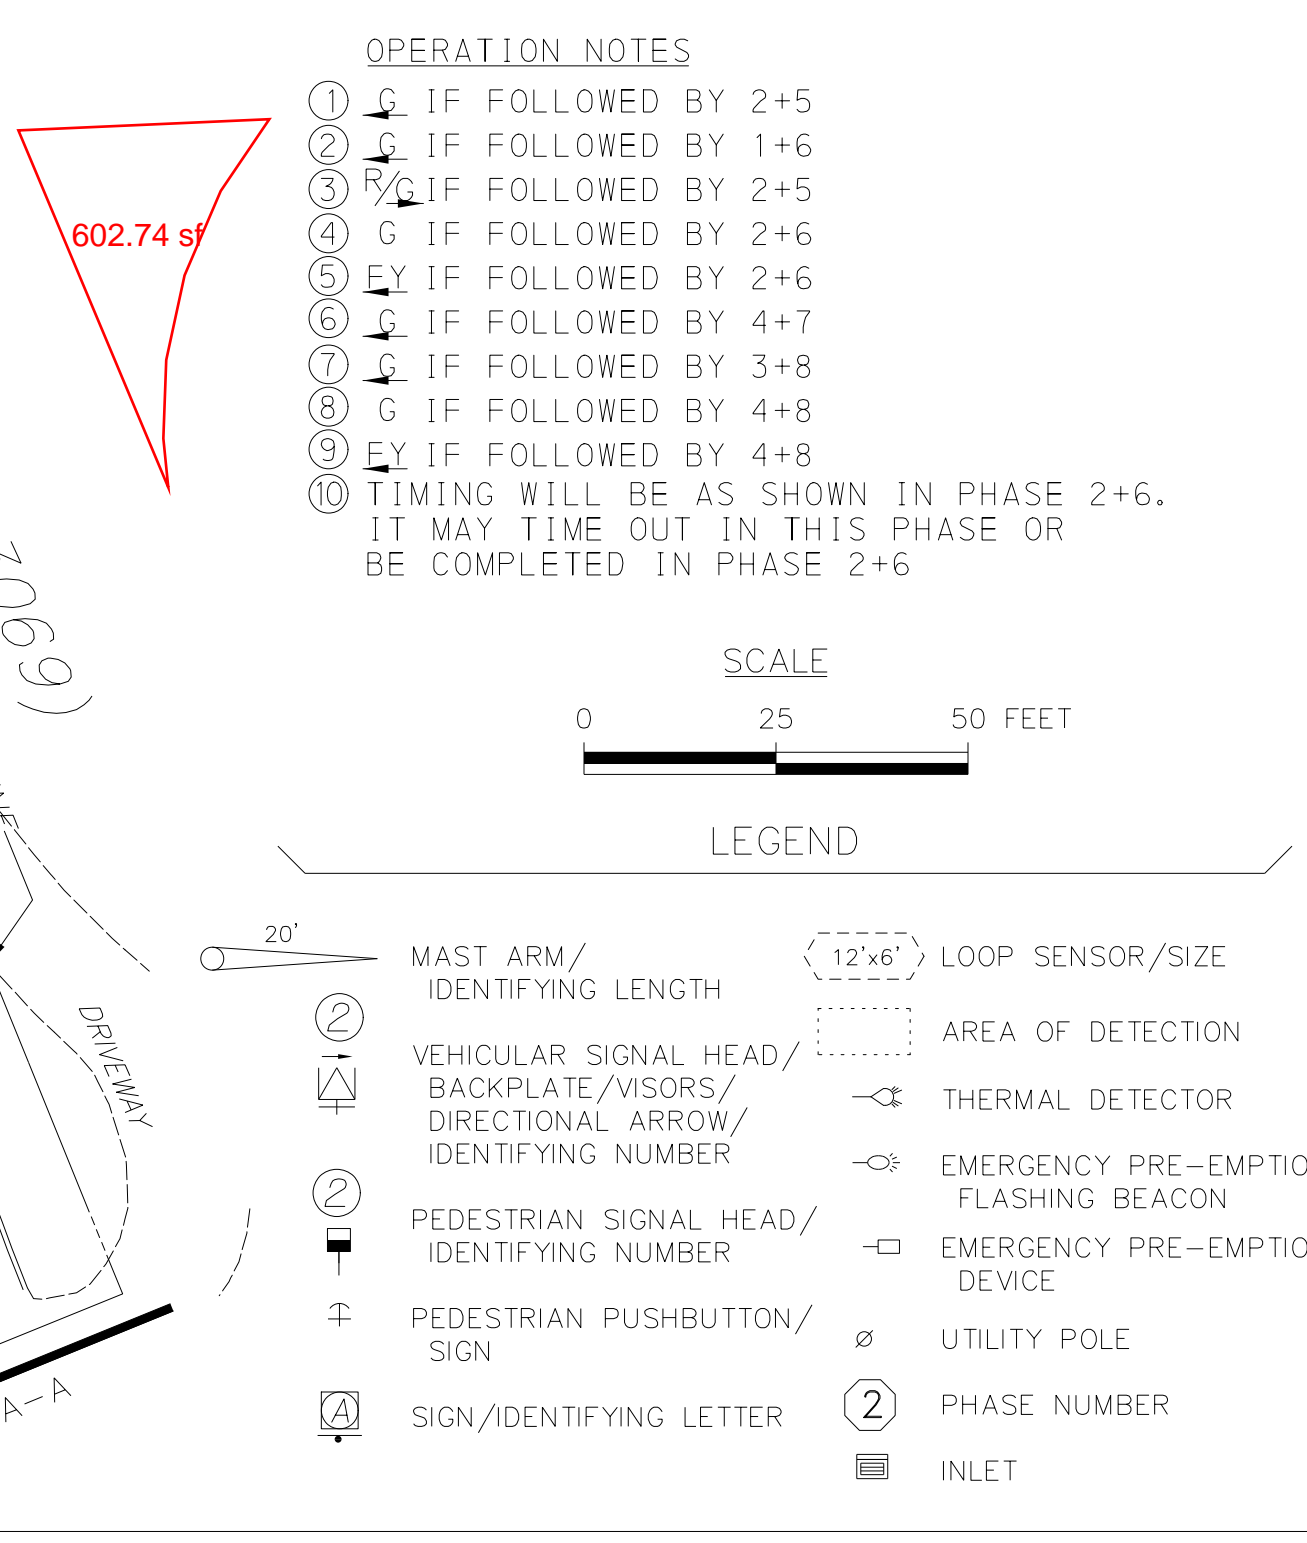 OPERATION NOTES
1 G IF FOLLOWED BY 2+5
2 G IF FOLLOWED BY 1+6
3 R/G IF FOLLOWED BY 2+5
4 G IF FOLLOWED BY 2+6
5 FY IF FOLLOWED BY 2+6
6 G IF FOLLOWED BY 4+7
7 G IF FOLLOWED BY 3+8
8 G IF FOLLOWED BY 4+8
9 FY IF FOLLOWED BY 4+8
10 TIMING WILL BE AS SHOWN IN PHASE 2+6.
IT MAY TIME OUT IN THIS PHASE OR
BE COMPLETED IN PHASE 2+6
602.74 sf
SCALE
0 25 50 FEET
LEGEND
20'
MAST ARM/
IDENTIFYING LENGTH
2
VEHICULAR SIGNAL HEAD/
BACKPLATE/VISORS/
DIRECTIONAL ARROW/
IDENTIFYING NUMBER
2
PEDESTRIAN SIGNAL HEAD/
IDENTIFYING NUMBER
PEDESTRIAN PUSHBUTTON/
SIGN
A
SIGN/IDENTIFYING LETTER
12'x6' LOOP SENSOR/SIZE
AREA OF DETECTION
THERMAL DETECTOR
EMERGENCY PRE-EMPTIO
FLASHING BEACON
EMERGENCY PRE-EMPTIO
DEVICE
UTILITY POLE
2 PHASE NUMBER
INLET
DRIVEWAY
A-A
069)